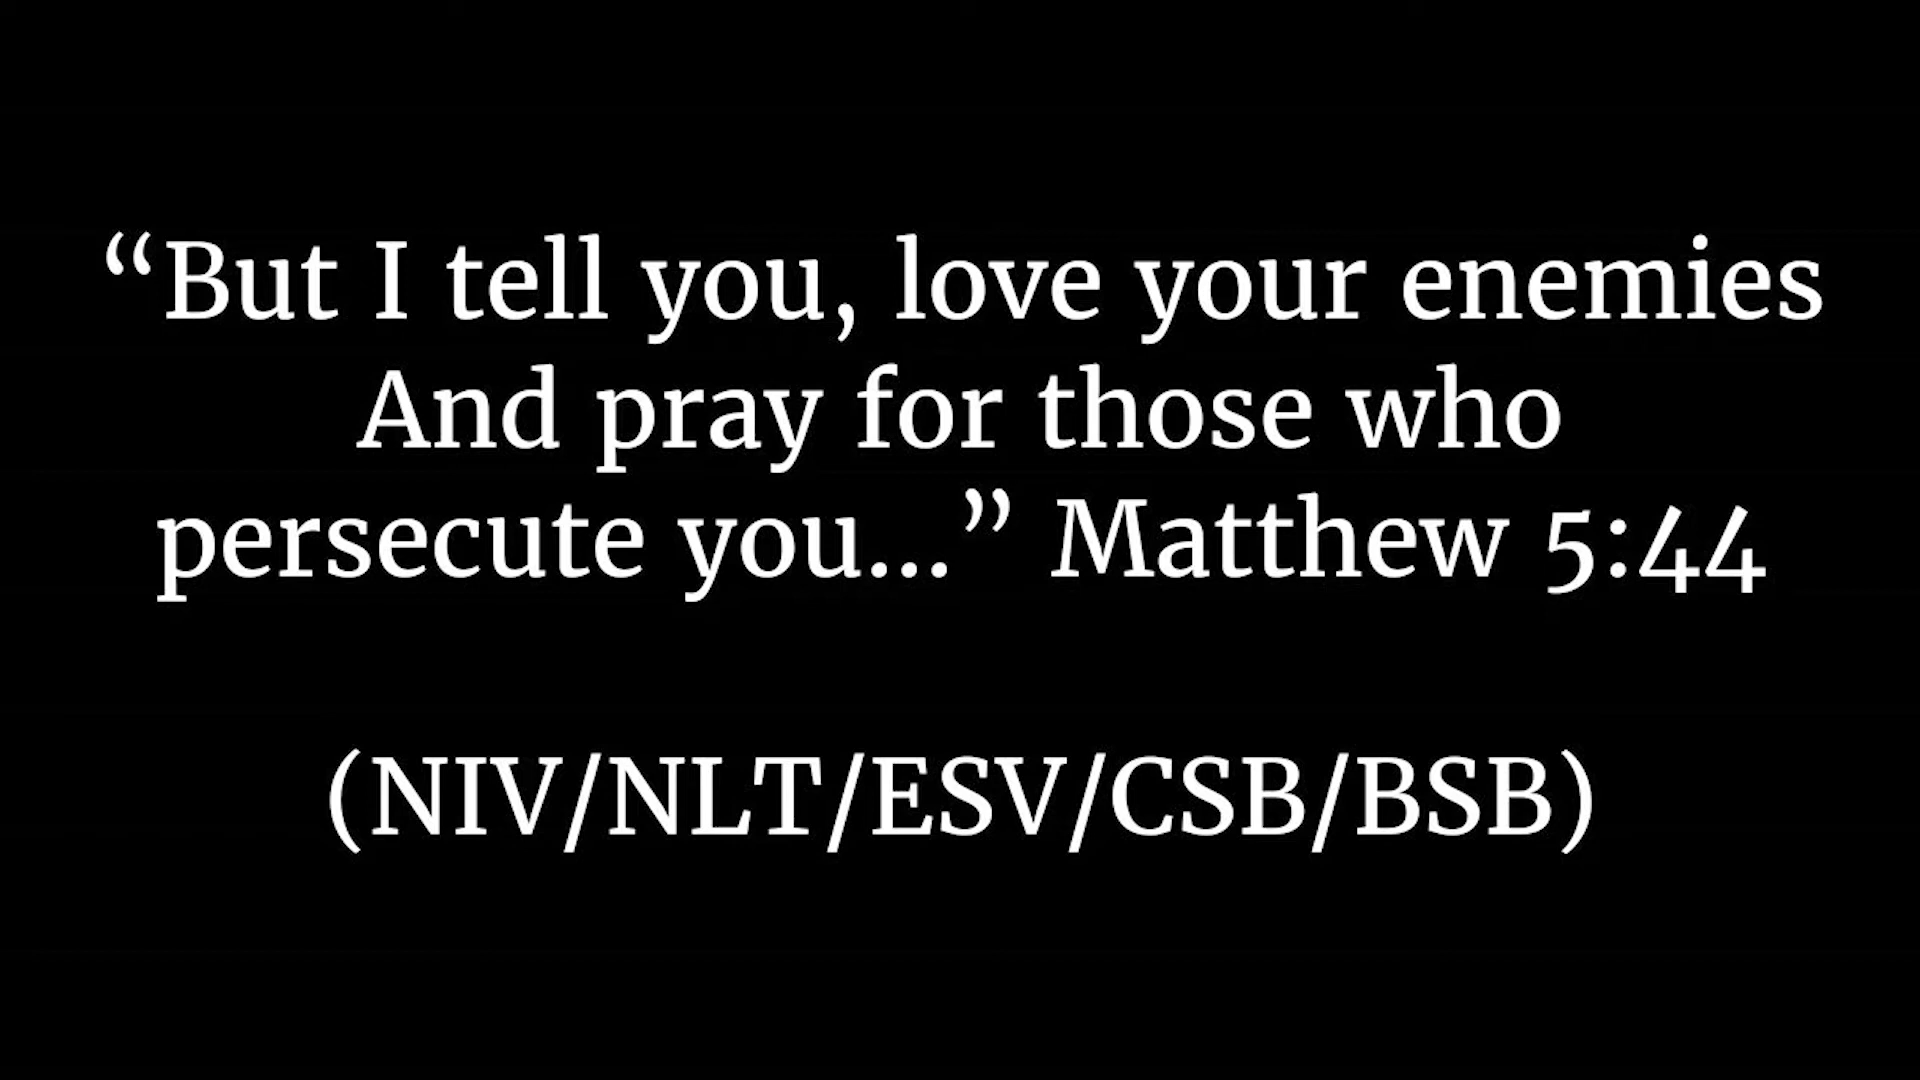 “But I tell you, love your enemies
And pray for those who
persecute you...” Matthew 5:44
(NIV/NLT/ESV/CSB/BSB)